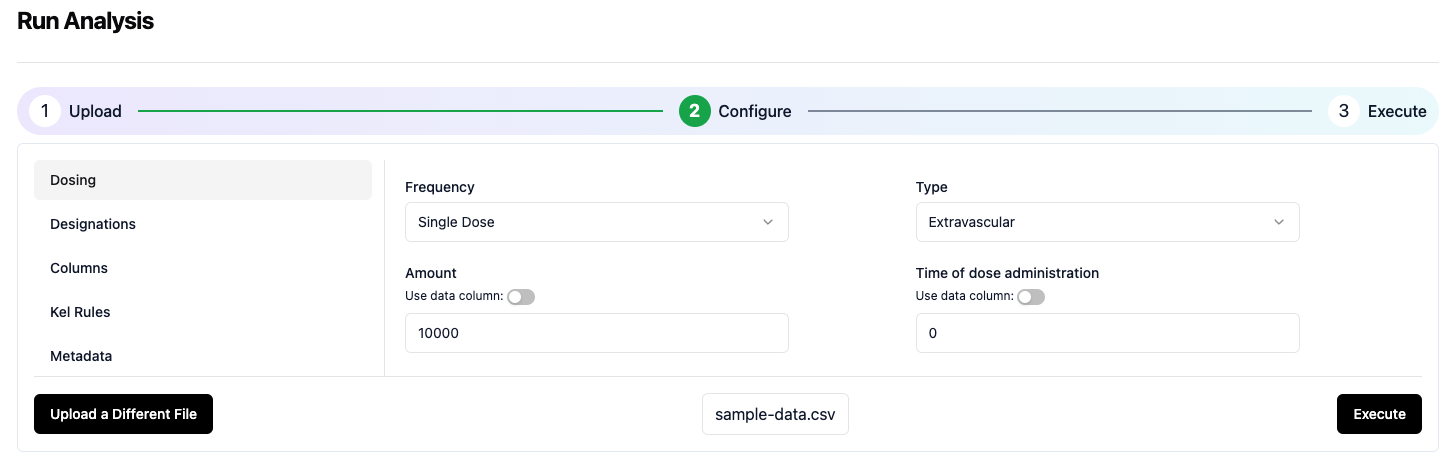 Run Analysis
1 Upload 2 Configure 3 Execute
Dosing
Designations
Columns
Kel Rules
Metadata
Frequency
Single Dose
Type
Extravascular
Amount
Use data column:
10000
Time of dose administration
Use data column:
0
Upload a Different File
sample-data.csv
Execute